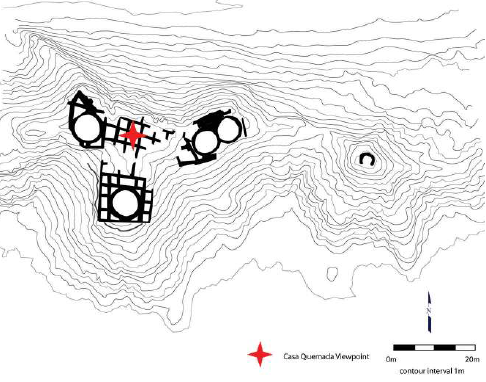 N
Casa Quemada Viewpoint
0m 20m
contour interval 1m